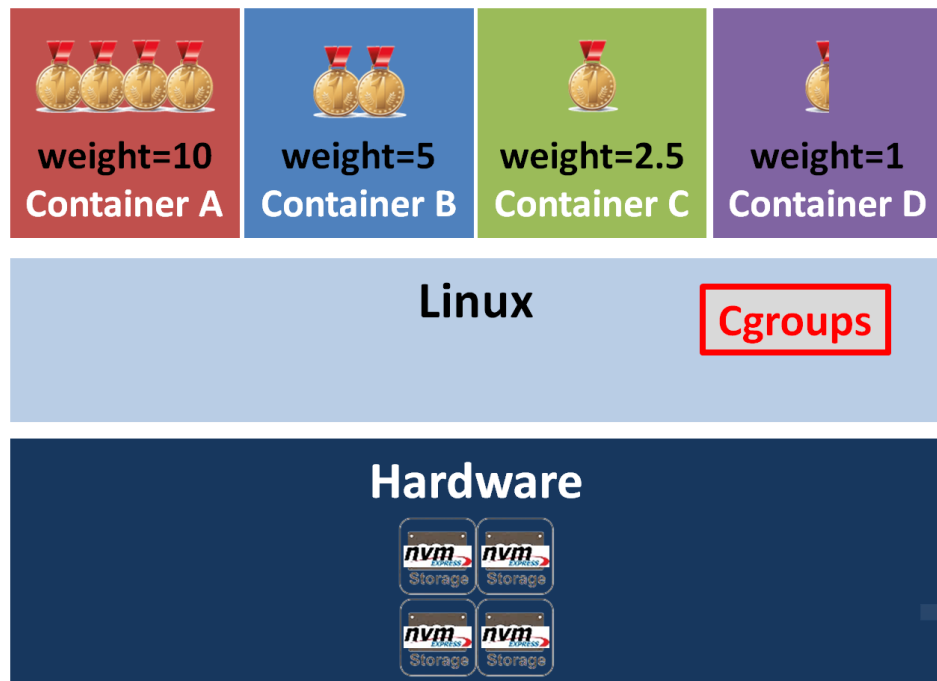 weight=10
Container A
weight=5
Container B
weight=2.5
Container C
weight=1
Container D
Linux
Cgroups
Hardware
nvm
EXPRESS
Storage
nvm
EXPRESS
Storage
nvm
EXPRESS
Storage
nvm
EXPRESS
Storage